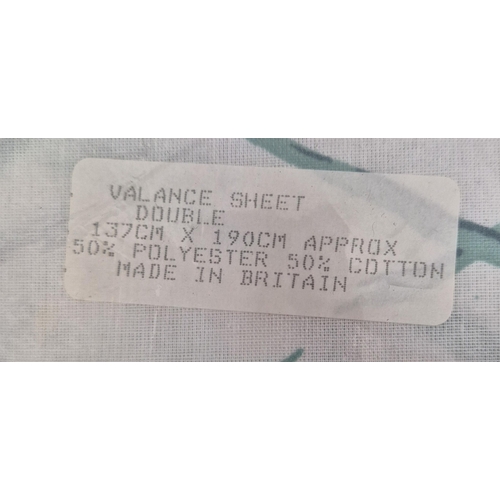 VALANCE SHEET
DOUBLE
137CM X 190CM APPROX
50% POLYESTER 50% COTTON
MADE IN BRITAIN